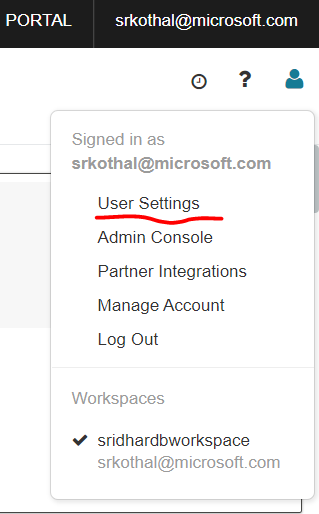 PORTAL
srkothal@microsoft.com
?
Signed in as
srkothal@microsoft.com
User Settings
Admin Console
Partner Integrations
Manage Account
Log Out
Workspaces
sridhardbworkspace
srkothal@microsoft.com